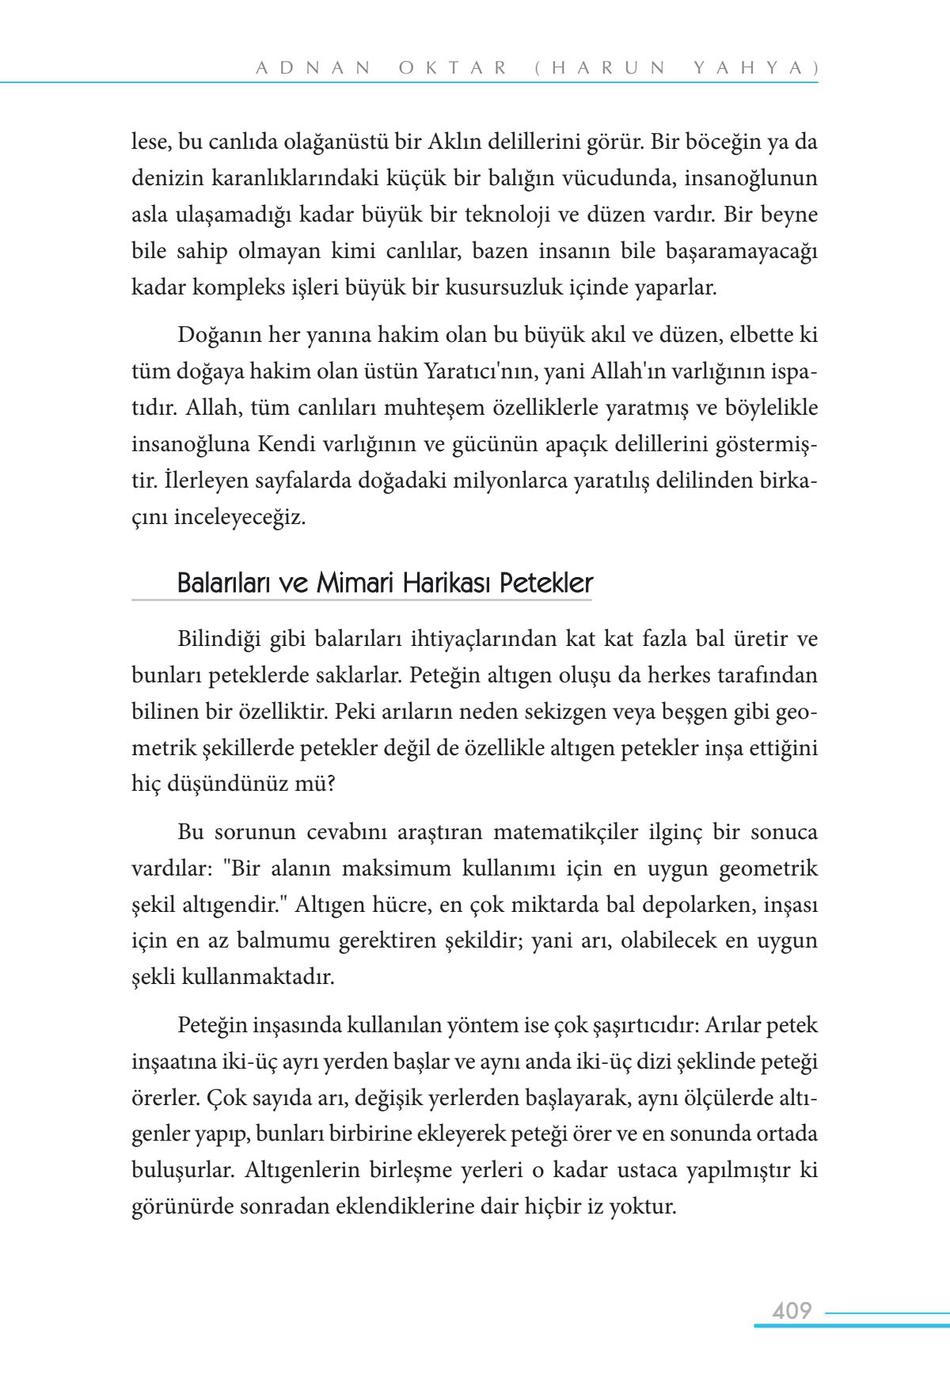 ADNAN OKTAR (HARUN YAHYA)
lese, bu canlıda olağanüstü bir Aklın delillerini görür. Bir böceğin ya da
denizin karanlıklarındaki küçük bir balığın vücudunda, insanoğlunun
asla ulaşamadığı kadar büyük bir teknoloji ve düzen vardır. Bir beyne
bile sahip olmayan kimi canlılar, bazen insanın bile başaramayacağı
kadar kompleks işleri büyük bir kusursuzluk içinde yaparlar.
Doğanın her yanına hakim olan bu büyük akıl ve düzen, elbette ki
tüm doğaya hakim olan üstün Yaratıcı'nın, yani Allah'ın varlığının ispa-
tıdır. Allah, tüm canlıları muhteşem özelliklerle yaratmış ve böylelikle
insanoğluna Kendi varlığının ve gücünün apaçık delillerini göstermiş-
tir. İlerleyen sayfalarda doğadaki milyonlarca yaratılış delilinden birka-
çını inceleyeceğiz.
Balarıları ve Mimari Harikası Petekler
Bilindiği gibi balarıları ihtiyaçlarından kat kat fazla bal üretir ve
bunları peteklerde saklarlar. Peteğin altıgen oluşu da herkes tarafından
bilinen bir özelliktir. Peki arıların neden sekizgen veya beşgen gibi geo-
metrik şekillerde petekler değil de özellikle altıgen petekler inşa ettiğini
hiç düşündünüz mü?
Bu sorunun cevabını araştıran matematikçiler ilginç bir sonuca
vardılar: "Bir alanın maksimum kullanımı için en uygun geometrik
şekil altıgendir." Altıgen hücre, en çok miktarda bal depolarken, inşası
için en az balmumu gerektiren şekildir; yani arı, olabilecek en uygun
şekli kullanmaktadır.
Peteğin inşasında kullanılan yöntem ise çok şaşırtıcıdır: Arılar petek
inşaatına iki-üç ayrı yerden başlar ve aynı anda iki-üç dizi şeklinde peteği
örerler. Çok sayıda arı, değişik yerlerden başlayarak, aynı ölçülerde altı-
genler yapıp, bunları birbirine ekleyerek peteği örer ve en sonunda ortada
buluşurlar. Altıgenlerin birleşme yerleri o kadar ustaca yapılmıştır ki
görünürde sonradan eklendiklerine dair hiçbir iz yoktur.
409